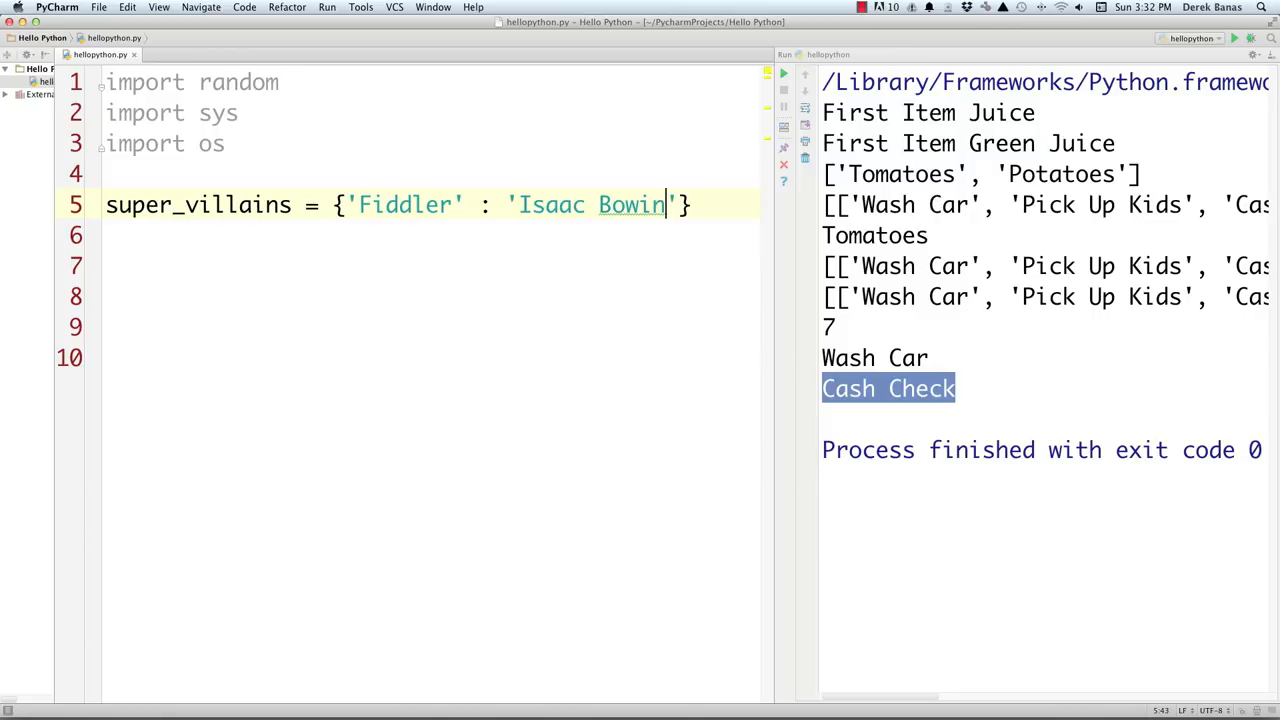 PyCharm File Edit View Navigate Code Refactor Run Tools VCS Window Help 10 Sun 3:32 PM Derek Banas
hellopython.py – Hello Python – [~/PycharmProjects/Hello Python]
Hello Python hellopython.py hellopython
hellopython.py Run hellopython
Hello P
hell
Extern
1 import random
2 import sys
3 import os
4
5 super_villains = {'Fiddler' : 'Isaac Bowin'}
6
7
8
9
10
/Library/Frameworks/Python.framewo
First Item Juice
First Item Green Juice
['Tomatoes', 'Potatoes']
[['Wash Car', 'Pick Up Kids', 'Cas
Tomatoes
[['Wash Car', 'Pick Up Kids', 'Cas
[['Wash Car', 'Pick Up Kids', 'Cas
7
Wash Car
Cash Check
Process finished with exit code 0
5:43 LF UTF-8